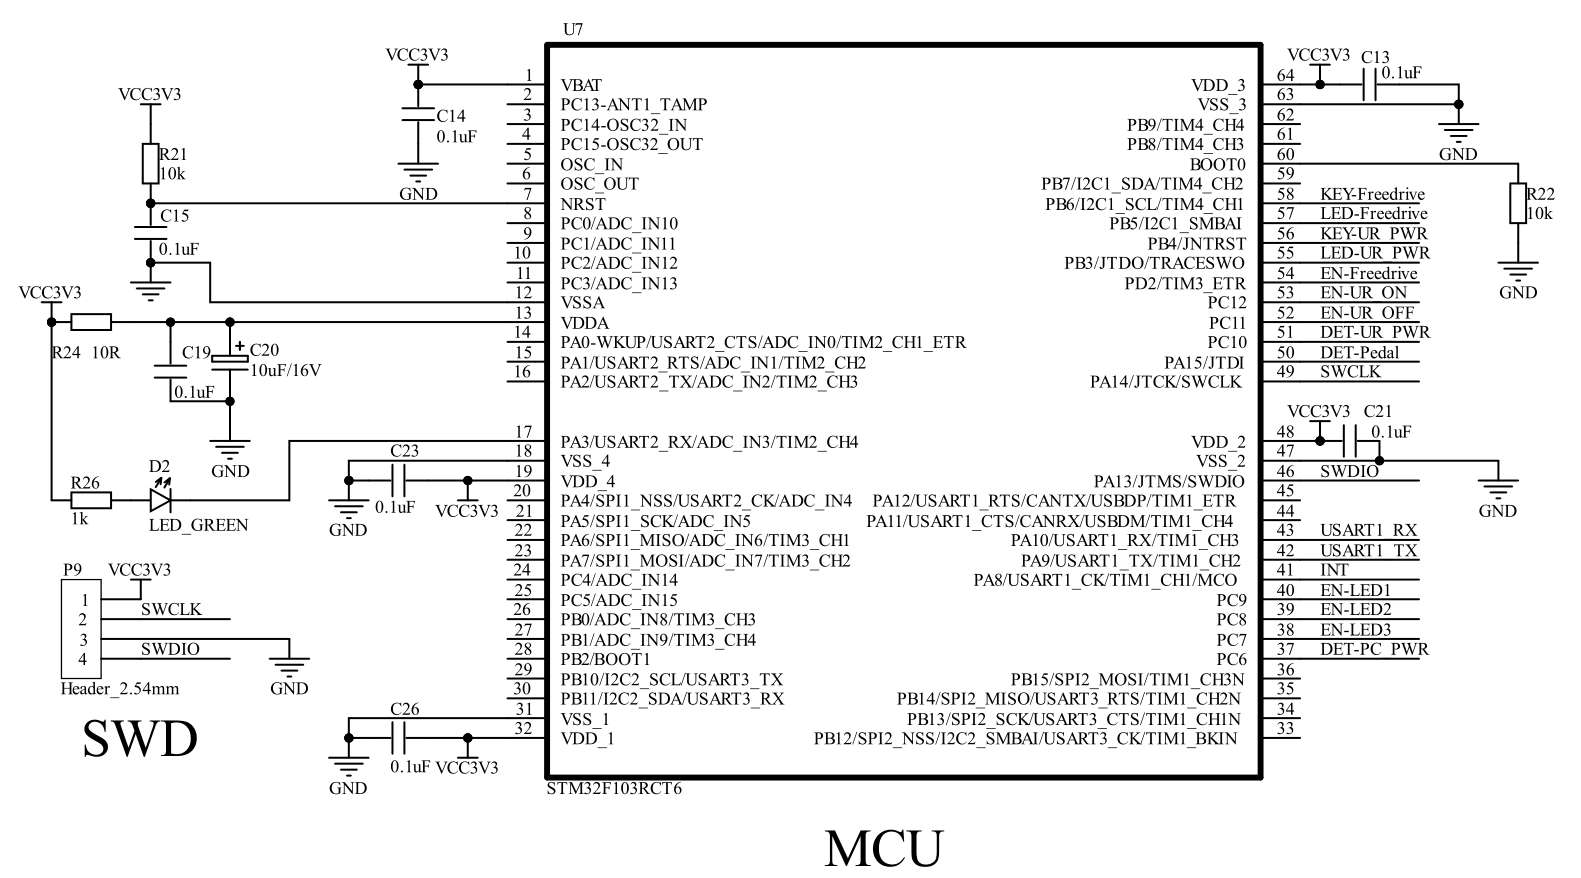 U7
VCC3V3
1 VBAT
2 PC13-ANT1_TAMP
3 PC14-OSC32_IN
4 PC15-OSC32_OUT
5 OSC_IN
6 OSC_OUT
7 NRST
8 PC0/ADC_IN10
9 PC1/ADC_IN11
10 PC2/ADC_IN12
11 PC3/ADC_IN13
12 VSSA
13 VDDA
14 PA0-WKUP/USART2_CTS/ADC_IN0/TIM2_CH1_ETR
15 PA1/USART2_RTS/ADC_IN1/TIM2_CH2
16 PA2/USART2_TX/ADC_IN2/TIM2_CH3
17 PA3/USART2_RX/ADC_IN3/TIM2_CH4
18 VSS_4
19 VDD_4
20 PA4/SPI1_NSS/USART2_CK/ADC_IN4
21 PA5/SPI1_SCK/ADC_IN5
22 PA6/SPI1_MISO/ADC_IN6/TIM3_CH1
23 PA7/SPI1_MOSI/ADC_IN7/TIM3_CH2
24 PC4/ADC_IN14
25 PC5/ADC_IN15
26 PB0/ADC_IN8/TIM3_CH3
27 PB1/ADC_IN9/TIM3_CH4
28 PB2/BOOT1
29 PB10/I2C2_SCL/USART3_TX
30 PB11/I2C2_SDA/USART3_RX
31 VSS_1
32 VDD_1
C14
0.1uF
GND
VCC3V3
R21
10k
C15
0.1uF
VCC3V3
R24 10R
C19
0.1uF
C20
+
10uF/16V
GND
R26
1k
D2
LED_GREEN
C23
0.1uF
GND
VCC3V3
P9
VCC3V3
1
2 SWCLK
3
4 SWDIO
GND
Header_2.54mm
SWD
C26
0.1uF
VCC3V3
GND
VDD_3 64
VSS_3 63
PB9/TIM4_CH4 62
PB8/TIM4_CH3 61
BOOT0 60
PB7/I2C1_SDA/TIM4_CH2 59
PB6/I2C1_SCL/TIM4_CH1 58 KEY-Freedrive
PB5/I2C1_SMBAI 57 LED-Freedrive
PB4/JNTRST 56 KEY-UR_PWR
PB3/JTDO/TRACESWO 55 LED-UR_PWR
PD2/TIM3_ETR 54 EN-Freedrive
PC12 53 EN-UR_ON
PC11 52 EN-UR_OFF
PC10 51 DET-UR_PWR
PA15/JTDI 50 DET-Pedal
PA14/JTCK/SWCLK 49 SWCLK
VDD_2 48
VSS_2 47
PA13/JTMS/SWDIO 46 SWDIO
PA12/USART1_RTS/CANTX/USBDP/TIM1_ETR 45
PA11/USART1_CTS/CANRX/USBDM/TIM1_CH4 44
PA10/USART1_RX/TIM1_CH3 43 USART1_RX
PA9/USART1_TX/TIM1_CH2 42 USART1_TX
PA8/USART1_CK/TIM1_CH1/MCO 41 INT
PC9 40 EN-LED1
PC8 39 EN-LED2
PC7 38 EN-LED3
PC6 37 DET-PC_PWR
PB15/SPI2_MOSI/TIM1_CH3N 36
PB14/SPI2_MISO/USART3_RTS/TIM1_CH2N 35
PB13/SPI2_SCK/USART3_CTS/TIM1_CH1N 34
PB12/SPI2_NSS/I2C2_SMBAI/USART3_CK/TIM1_BKIN 33
VCC3V3
C13
0.1uF
GND
R22
10k
GND
VCC3V3
C21
0.1uF
GND
STM32F103RCT6
MCU